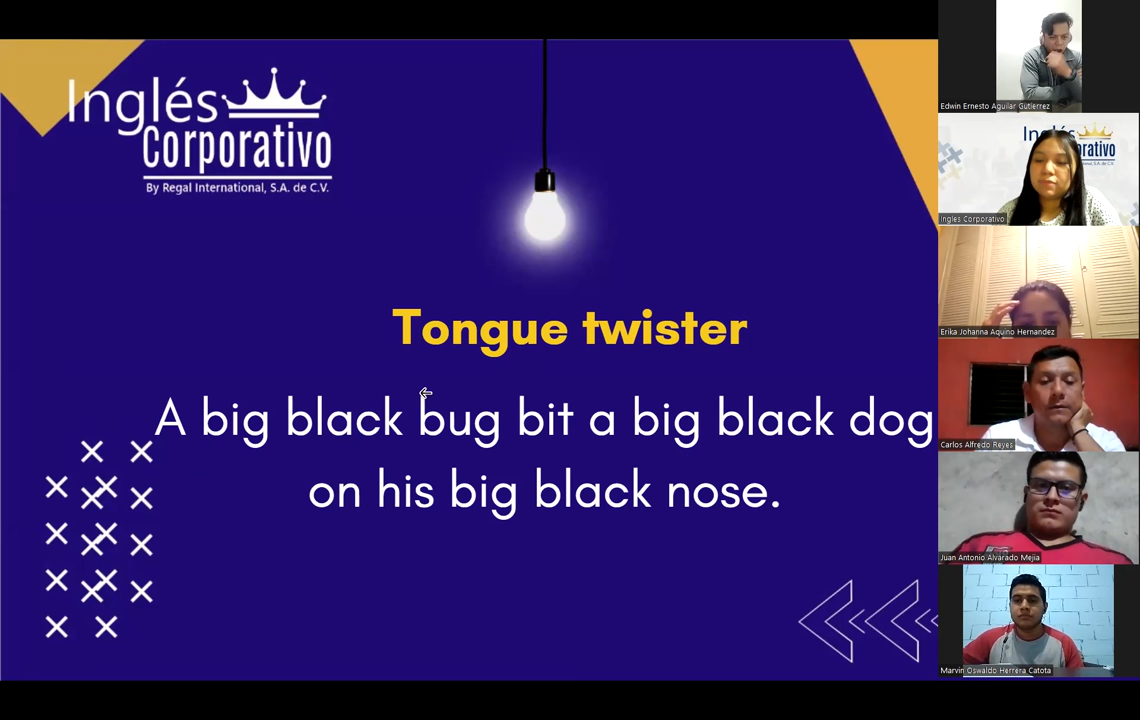 Inglés
Corporativo
By Regal International, S.A. de C.V.
Tongue twister
A big black bug bit a big black dog
on his big black nose.
Edwin Ernesto Aguilar Gutierrez
Inglés
rativo
Ingles Corporativo
Erika Johanna Aquino Hernandez
Carlos Alfredo Reyes
Juan Antonio Alvarado Mejia
Marvin Oswaldo Herrera Catota